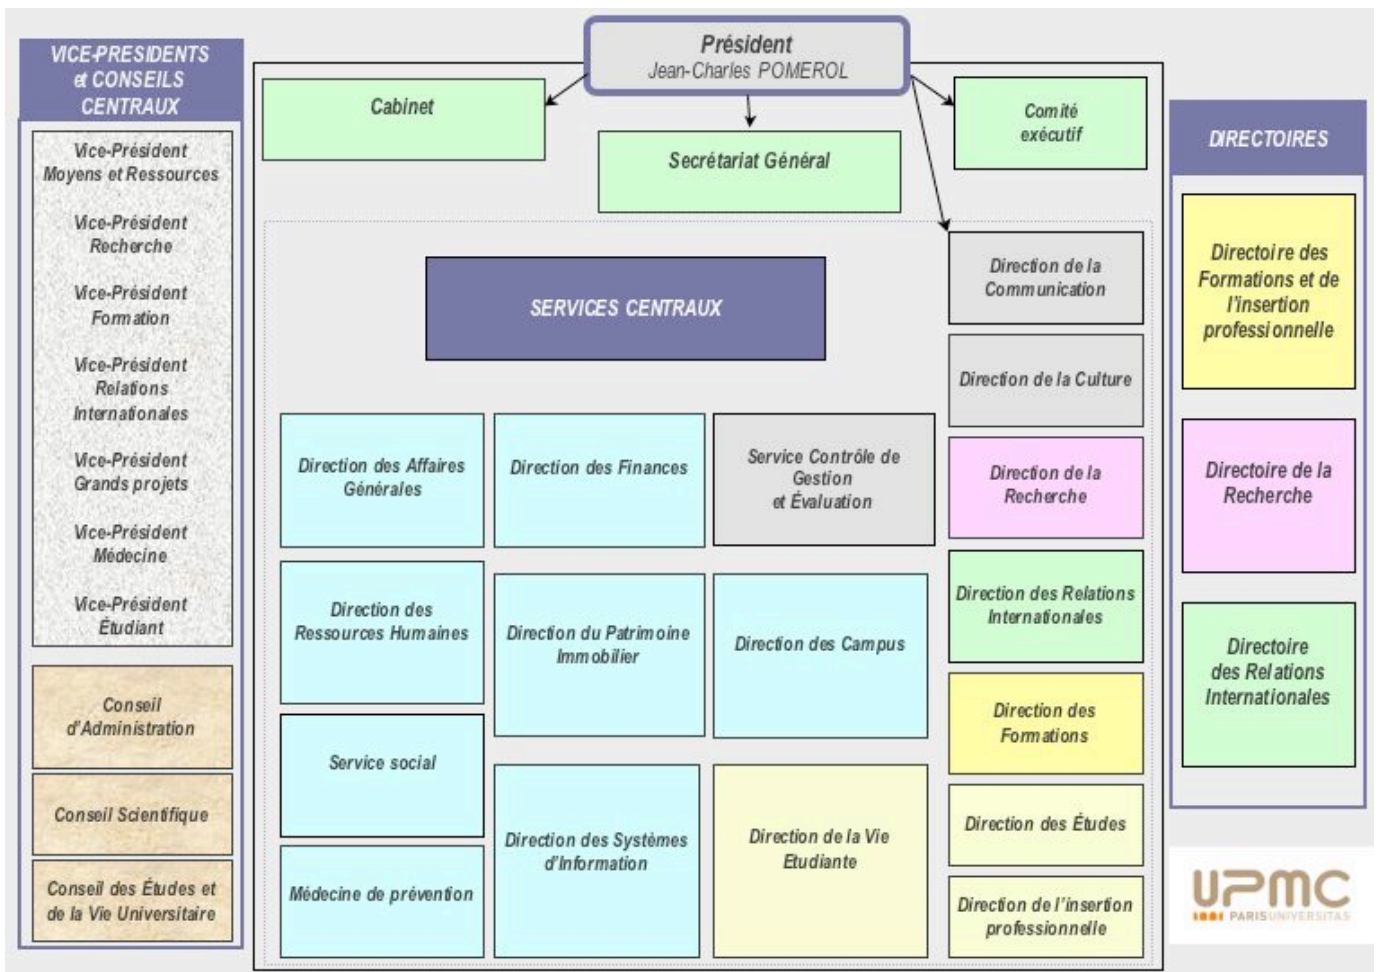 VICE-PRESIDENTS
et CONSEILS
CENTRAUX
Vice-Président
Moyens et Ressources
Vice-Président
Recherche
Vice-Président
Formation
Vice-Président
Relations
Internationales
Vice-Président
Grands projets
Vice-Président
Médecine
Vice-Président
Étudiant
Conseil
d'Administration
Conseil Scientifique
Conseil des Études et
de la Vie Universitaire
Président
Jean-Charles POMEROL
Cabinet
Secrétariat Général
Comité
exécutif
SERVICES CENTRAUX
Direction des Affaires
Générales
Direction des Finances
Service Contrôle de
Gestion
et Évaluation
Direction des
Ressources Humaines
Direction du Patrimoine
Immobilier
Direction des Campus
Service social
Direction des Systèmes
d'Information
Direction de la Vie
Etudiante
Médecine de prévention
Direction de la
Communication
Direction de la Culture
Direction de la
Recherche
Direction des Relations
Internationales
Direction des
Formations
Direction des Études
Direction de l'insertion
professionnelle
DIRECTOIRES
Directoire des
Formations et de
l'insertion
professionnelle
Directoire de la
Recherche
Directoire
des Relations
Internationales
UPMC
PARISUNIVERSITAS